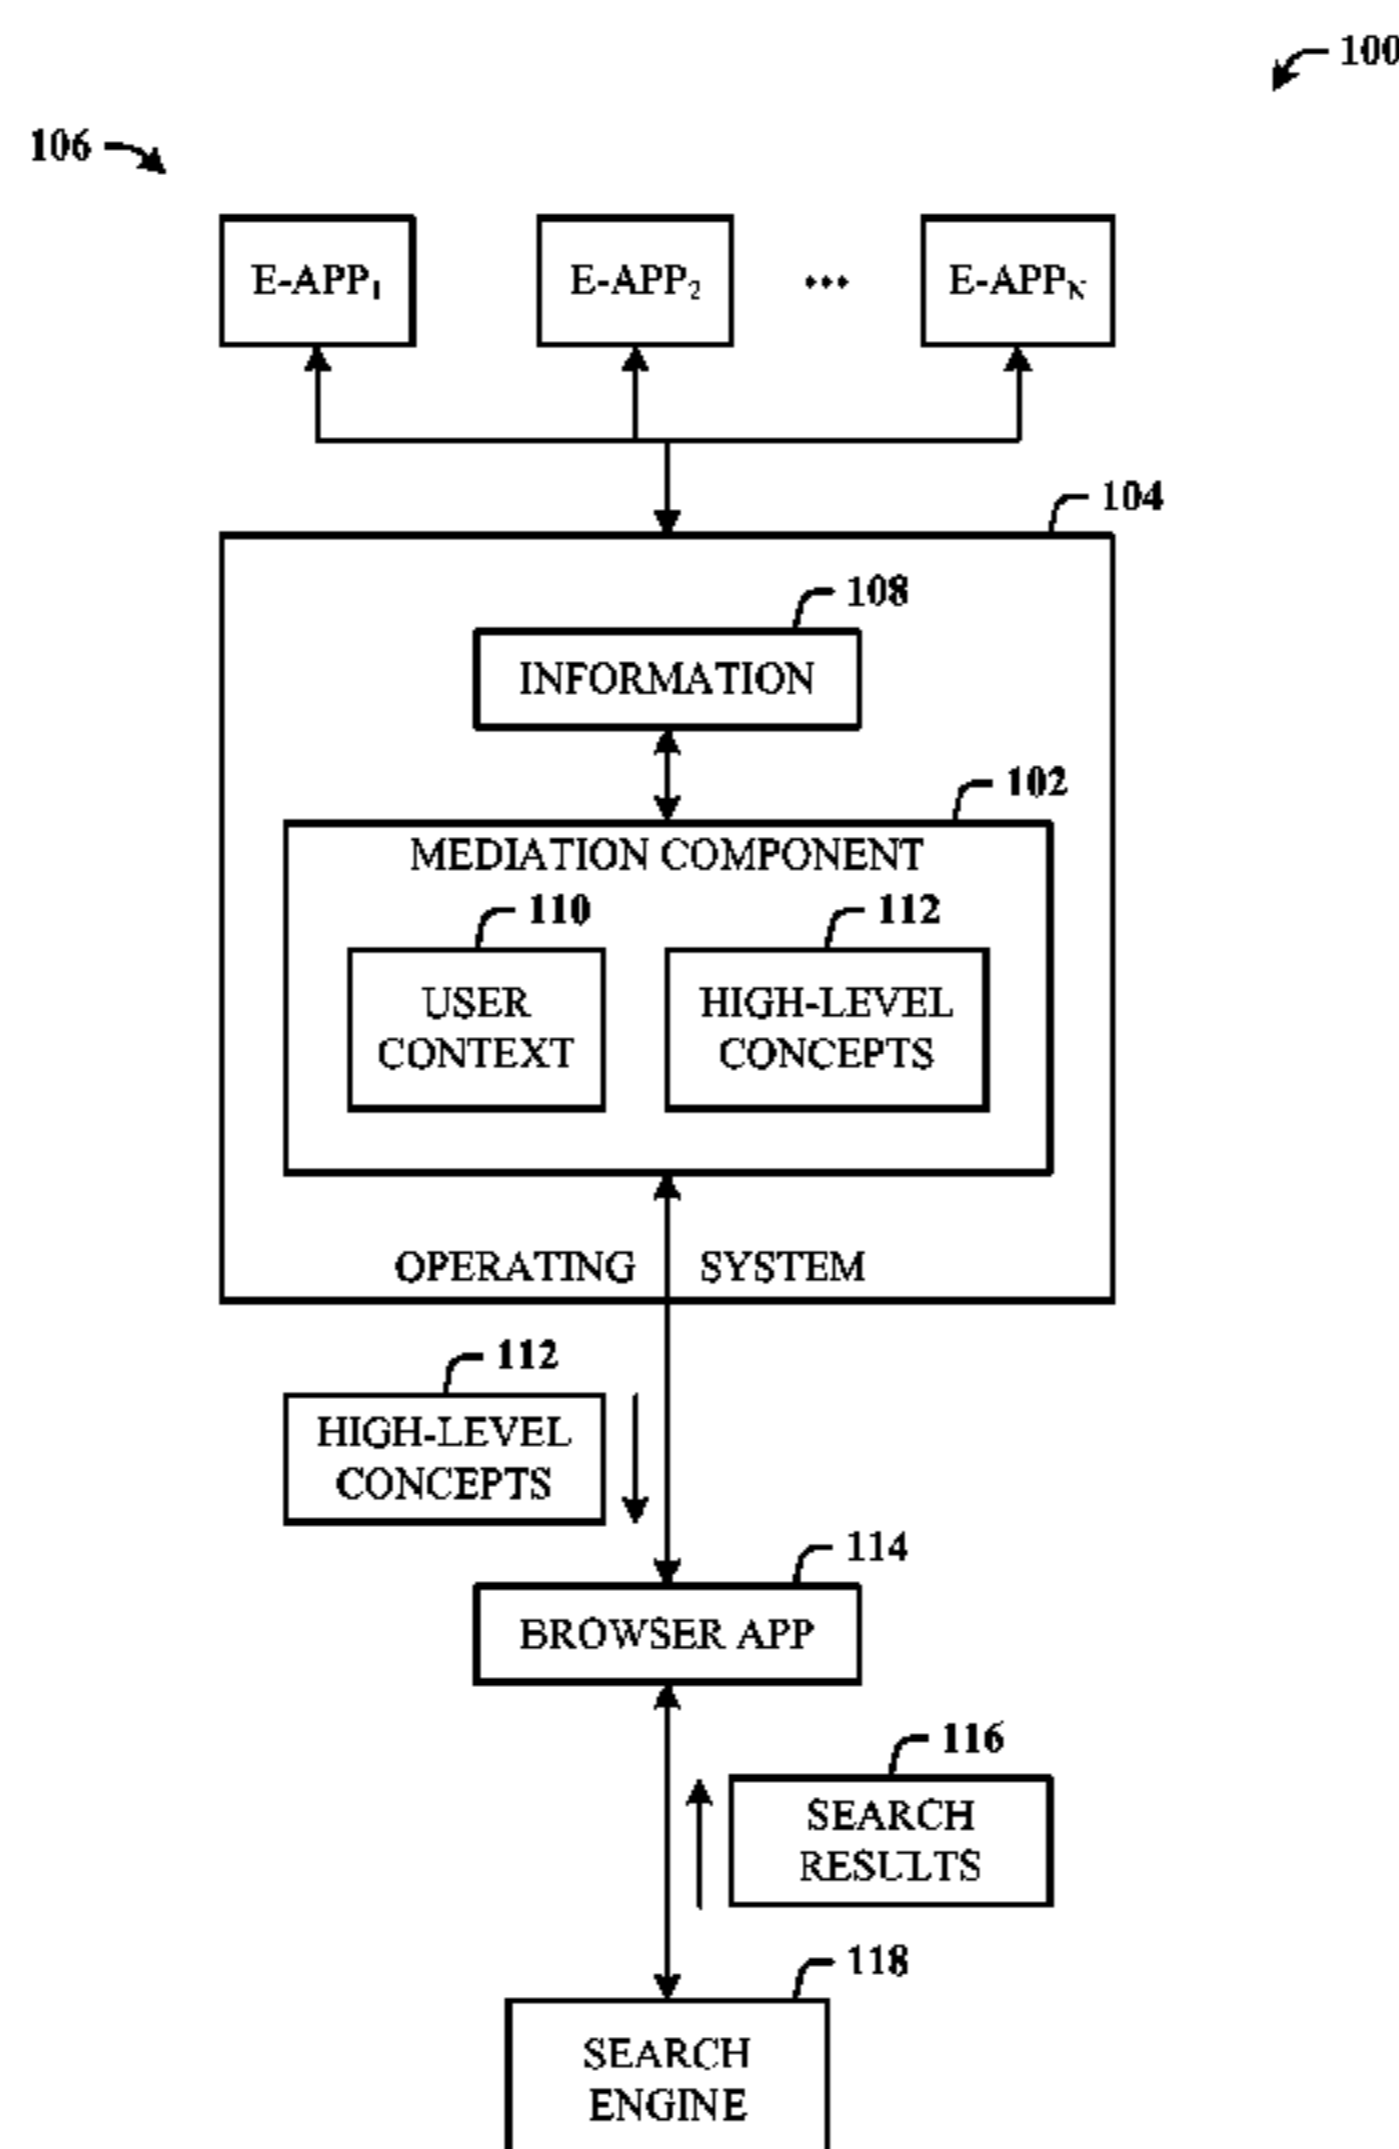 100
106
E-APP₁ E-APP₂ ••• E-APPN
104
108
INFORMATION
102
MEDIATION COMPONENT
110 112
USER
CONTEXT
HIGH-LEVEL
CONCEPTS
OPERATING SYSTEM
112
HIGH-LEVEL
CONCEPTS
114
BROWSER APP
116
SEARCH
RESULTS
118
SEARCH
ENGINE